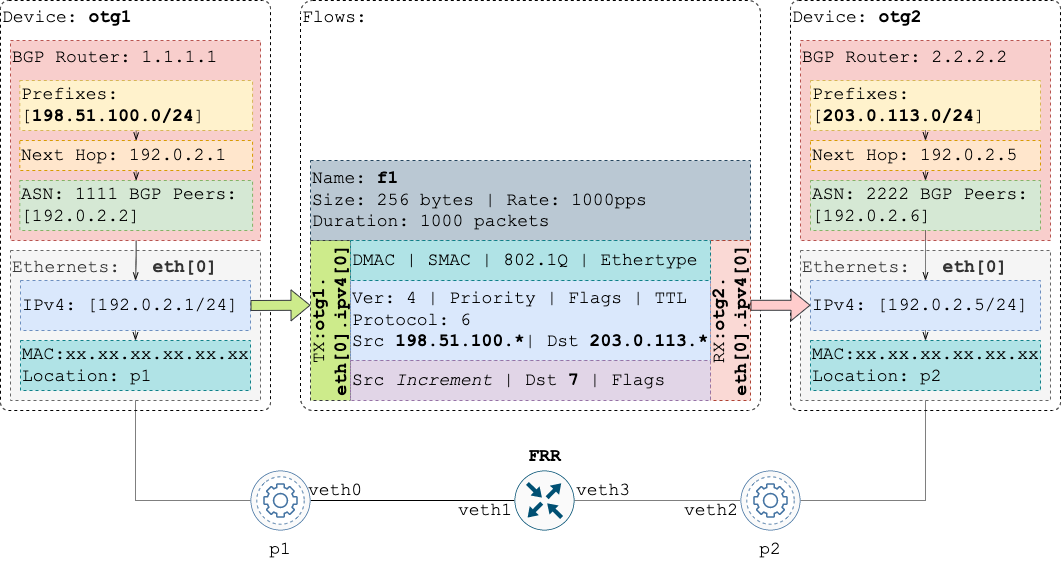 Device: otg1
BGP Router: 1.1.1.1
Prefixes:
[198.51.100.0/24]
Next Hop: 192.0.2.1
ASN: 1111 BGP Peers:
[192.0.2.2]
Ethernets: eth[0]
IPv4: [192.0.2.1/24]
MAC:xx.xx.xx.xx.xx.xx
Location: p1
Flows:
Name: f1
Size: 256 bytes | Rate: 1000pps
Duration: 1000 packets
TX:otg1.
eth[0].ipv4[0]
DMAC | SMAC | 802.1Q | Ethertype
Ver: 4 | Priority | Flags | TTL
Protocol: 6
Src 198.51.100.*| Dst 203.0.113.*
Src Increment | Dst 7 | Flags
RX:otg2.
eth[0].ipv4[0]
Device: otg2
BGP Router: 2.2.2.2
Prefixes:
[203.0.113.0/24]
Next Hop: 192.0.2.5
ASN: 2222 BGP Peers:
[192.0.2.6]
Ethernets: eth[0]
IPv4: [192.0.2.5/24]
MAC:xx.xx.xx.xx.xx.xx
Location: p2
FRR
veth0
veth1
veth3
veth2
p1
p2